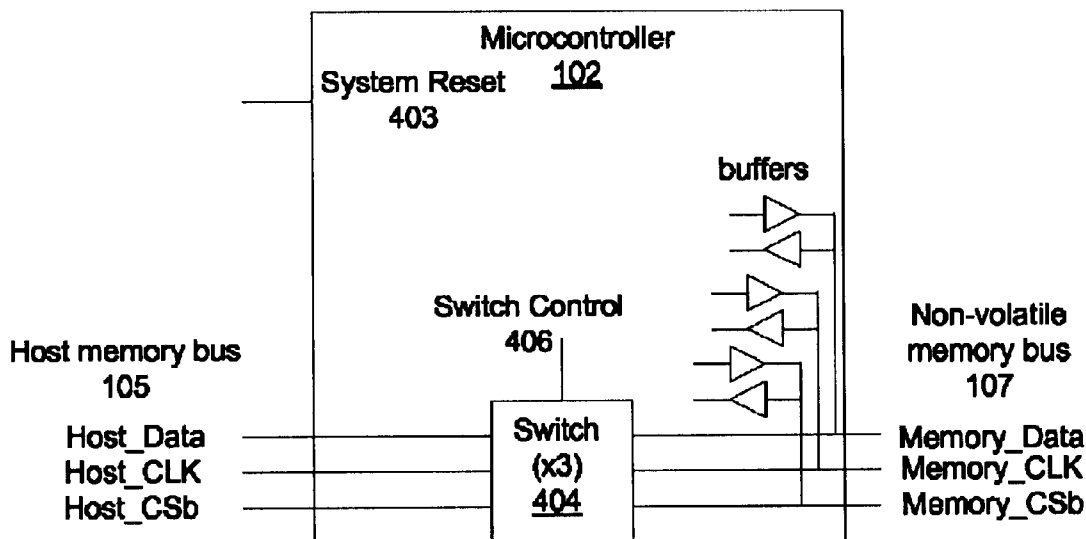 Microcontroller
102
System Reset
403
buffers
Switch Control
406
Host memory bus
105
Non-volatile
memory bus
107
Host_Data
Host_CLK
Host_CSb
Switch
(x3)
404
Memory_Data
Memory_CLK
Memory_CSb